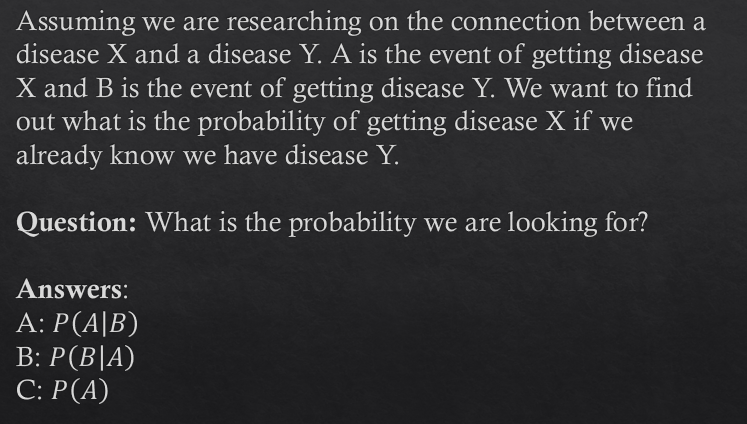 Assuming we are researching on the connection between a
disease X and a disease Y. A is the event of getting disease
X and B is the event of getting disease Y. We want to find
out what is the probability of getting disease X if we
already know we have disease Y.
Question: What is the probability we are looking for?
Answers:
A: P(A|B)
B: P(B|A)
C: P(A)